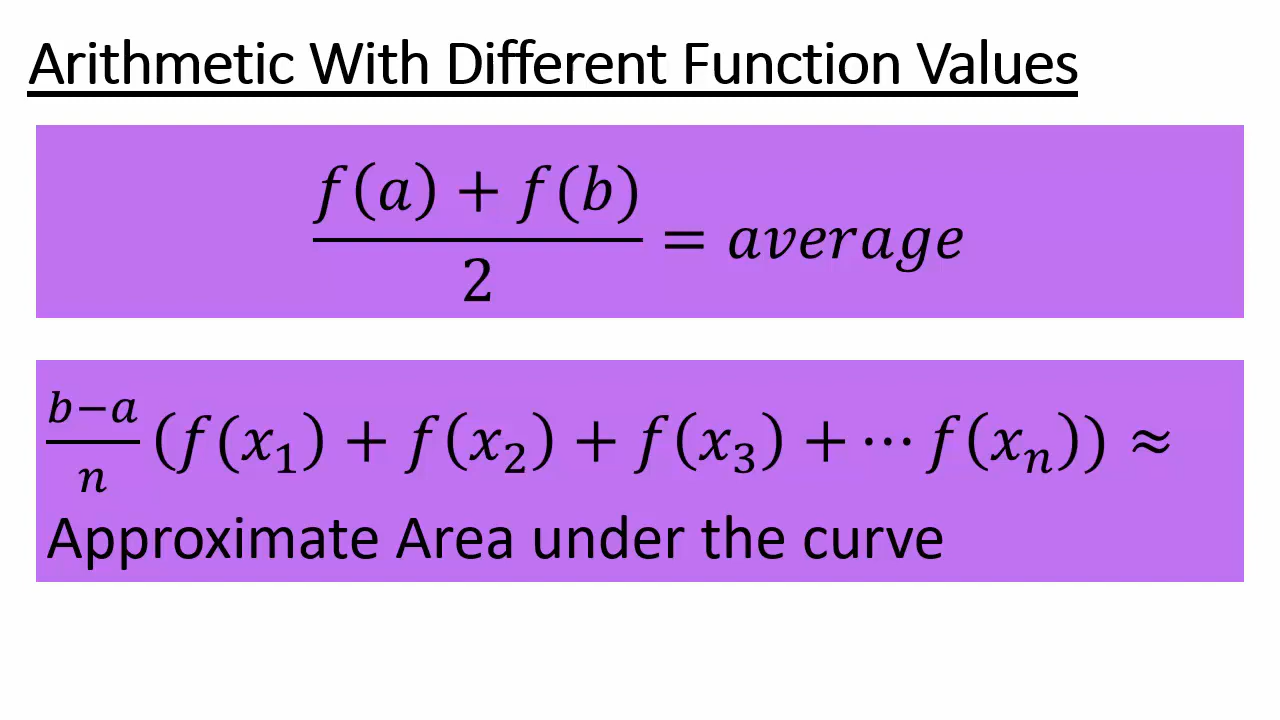 Arithmetic With Different Function Values
f(a) + f(b)
2
= average
b−a
n
(f(x₁) + f(x₂) + f(x₃) + ⋯ f(xₙ)) ≈
Approximate Area under the curve